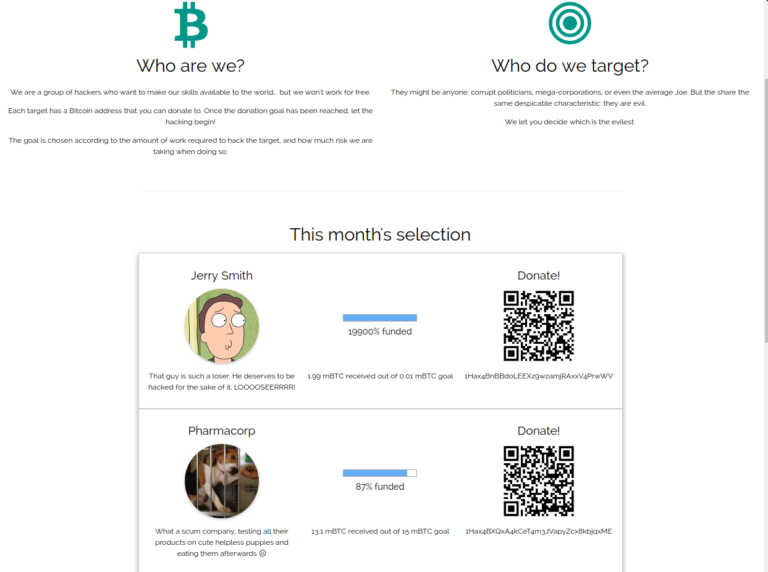 Who are we?
We are a group of hackers who want to make our skills available to the world... but we won't work for free.
Each target has a Bitcoin address that you can donate to. Once the donation goal has been reached, let the
hacking begin!
The goal is chosen according to the amount of work required to hack the target, and how much risk we are
taking when doing so.
Who do we target?
They might be anyone: corrupt politicians, mega-corporations, or even the average Joe. But the share the
same despicable characteristic: they are evil.
We let you decide which is the evilest.
This month's selection
Jerry Smith
That guy is such a loser. He deserves to be
hacked for the sake of it. LOOOOSEERRRR!
19900% funded
1.99 mBTC received out of 0.01 mBTC goal
Donate!
1Hax4BnBBdoLEEXz9wzamjRAxxV4PrwWV
Pharmacorp
What a scum company, testing all their
products on cute helpless puppies and
eating them afterwards ☹
87% funded
13.1 mBTC received out of 15 mBTC goal
Donate!
1Hax4BXQxA4kCeT4m3JVapyZcx8kbjqxME